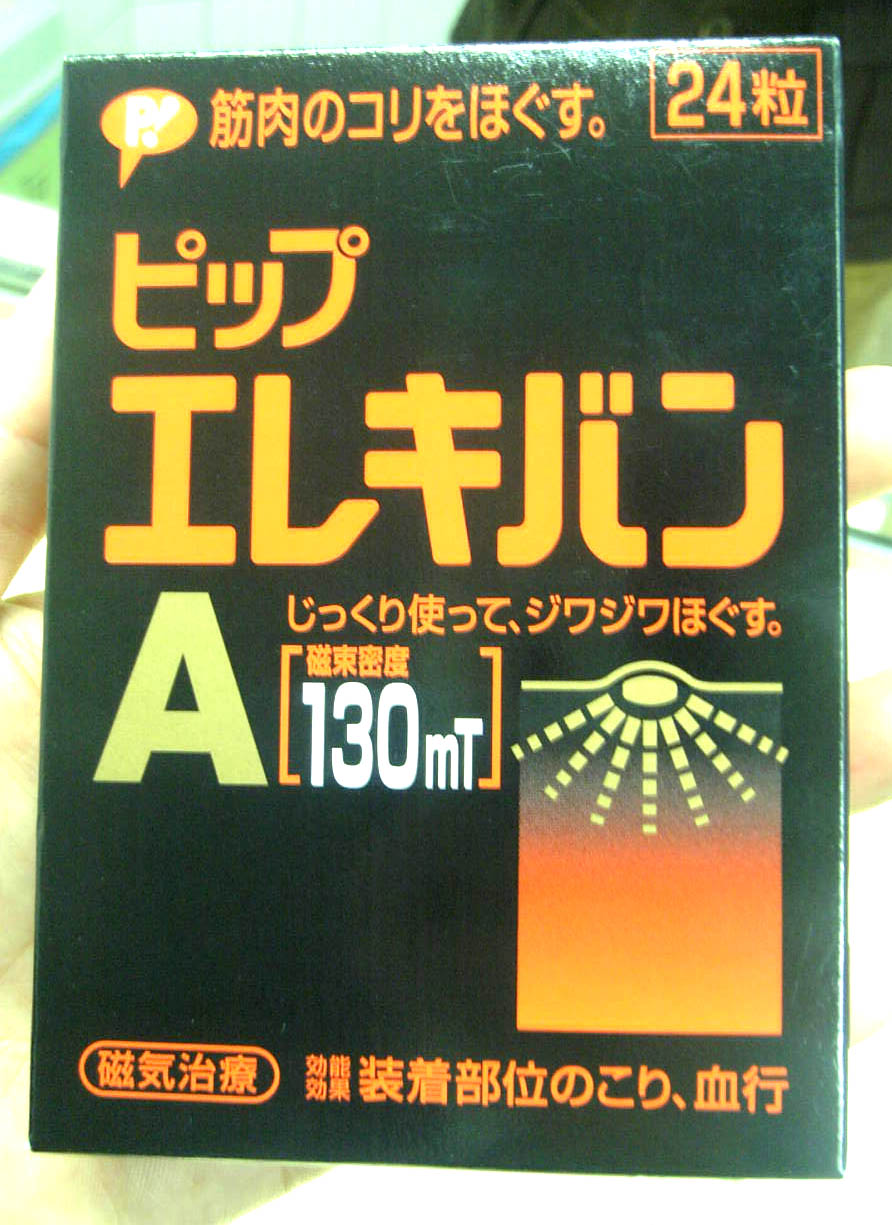 P!
筋肉のコリをほぐす。
24粒
ピップ
エレキバン
A
じっくり使って、ジワジワほぐす。
磁束密度
130mT
磁気治療
効能
効果
装着部位のこり、血行